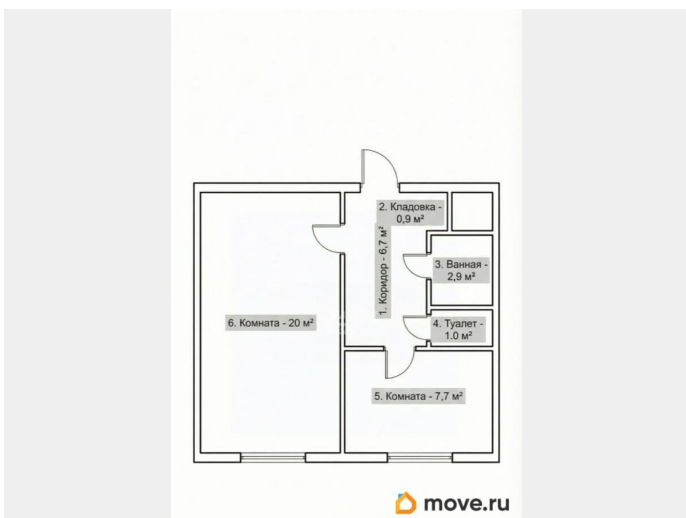 2. Кладовка -
0,9 м²
1. Коридор - 6,7 м²
3. Ванная -
2,9 м²
6. Комната - 20 м²
4. Туалет -
1.0 м²
5. Комната - 7,7 м²
move.ru